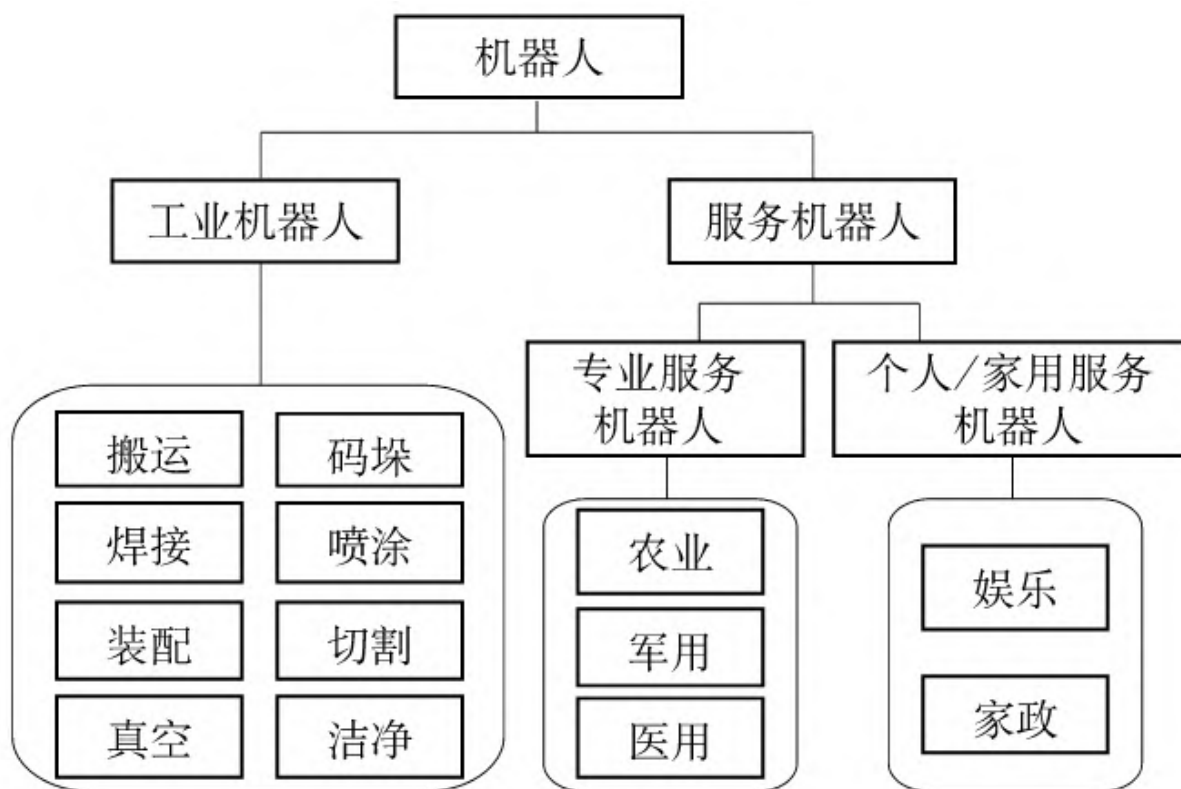 机器人
工业机器人
服务机器人
专业服务
机器人
个人/家用服务
机器人
搬运
码垛
焊接
喷涂
装配
切割
真空
洁净
农业
军用
医用
娱乐
家政